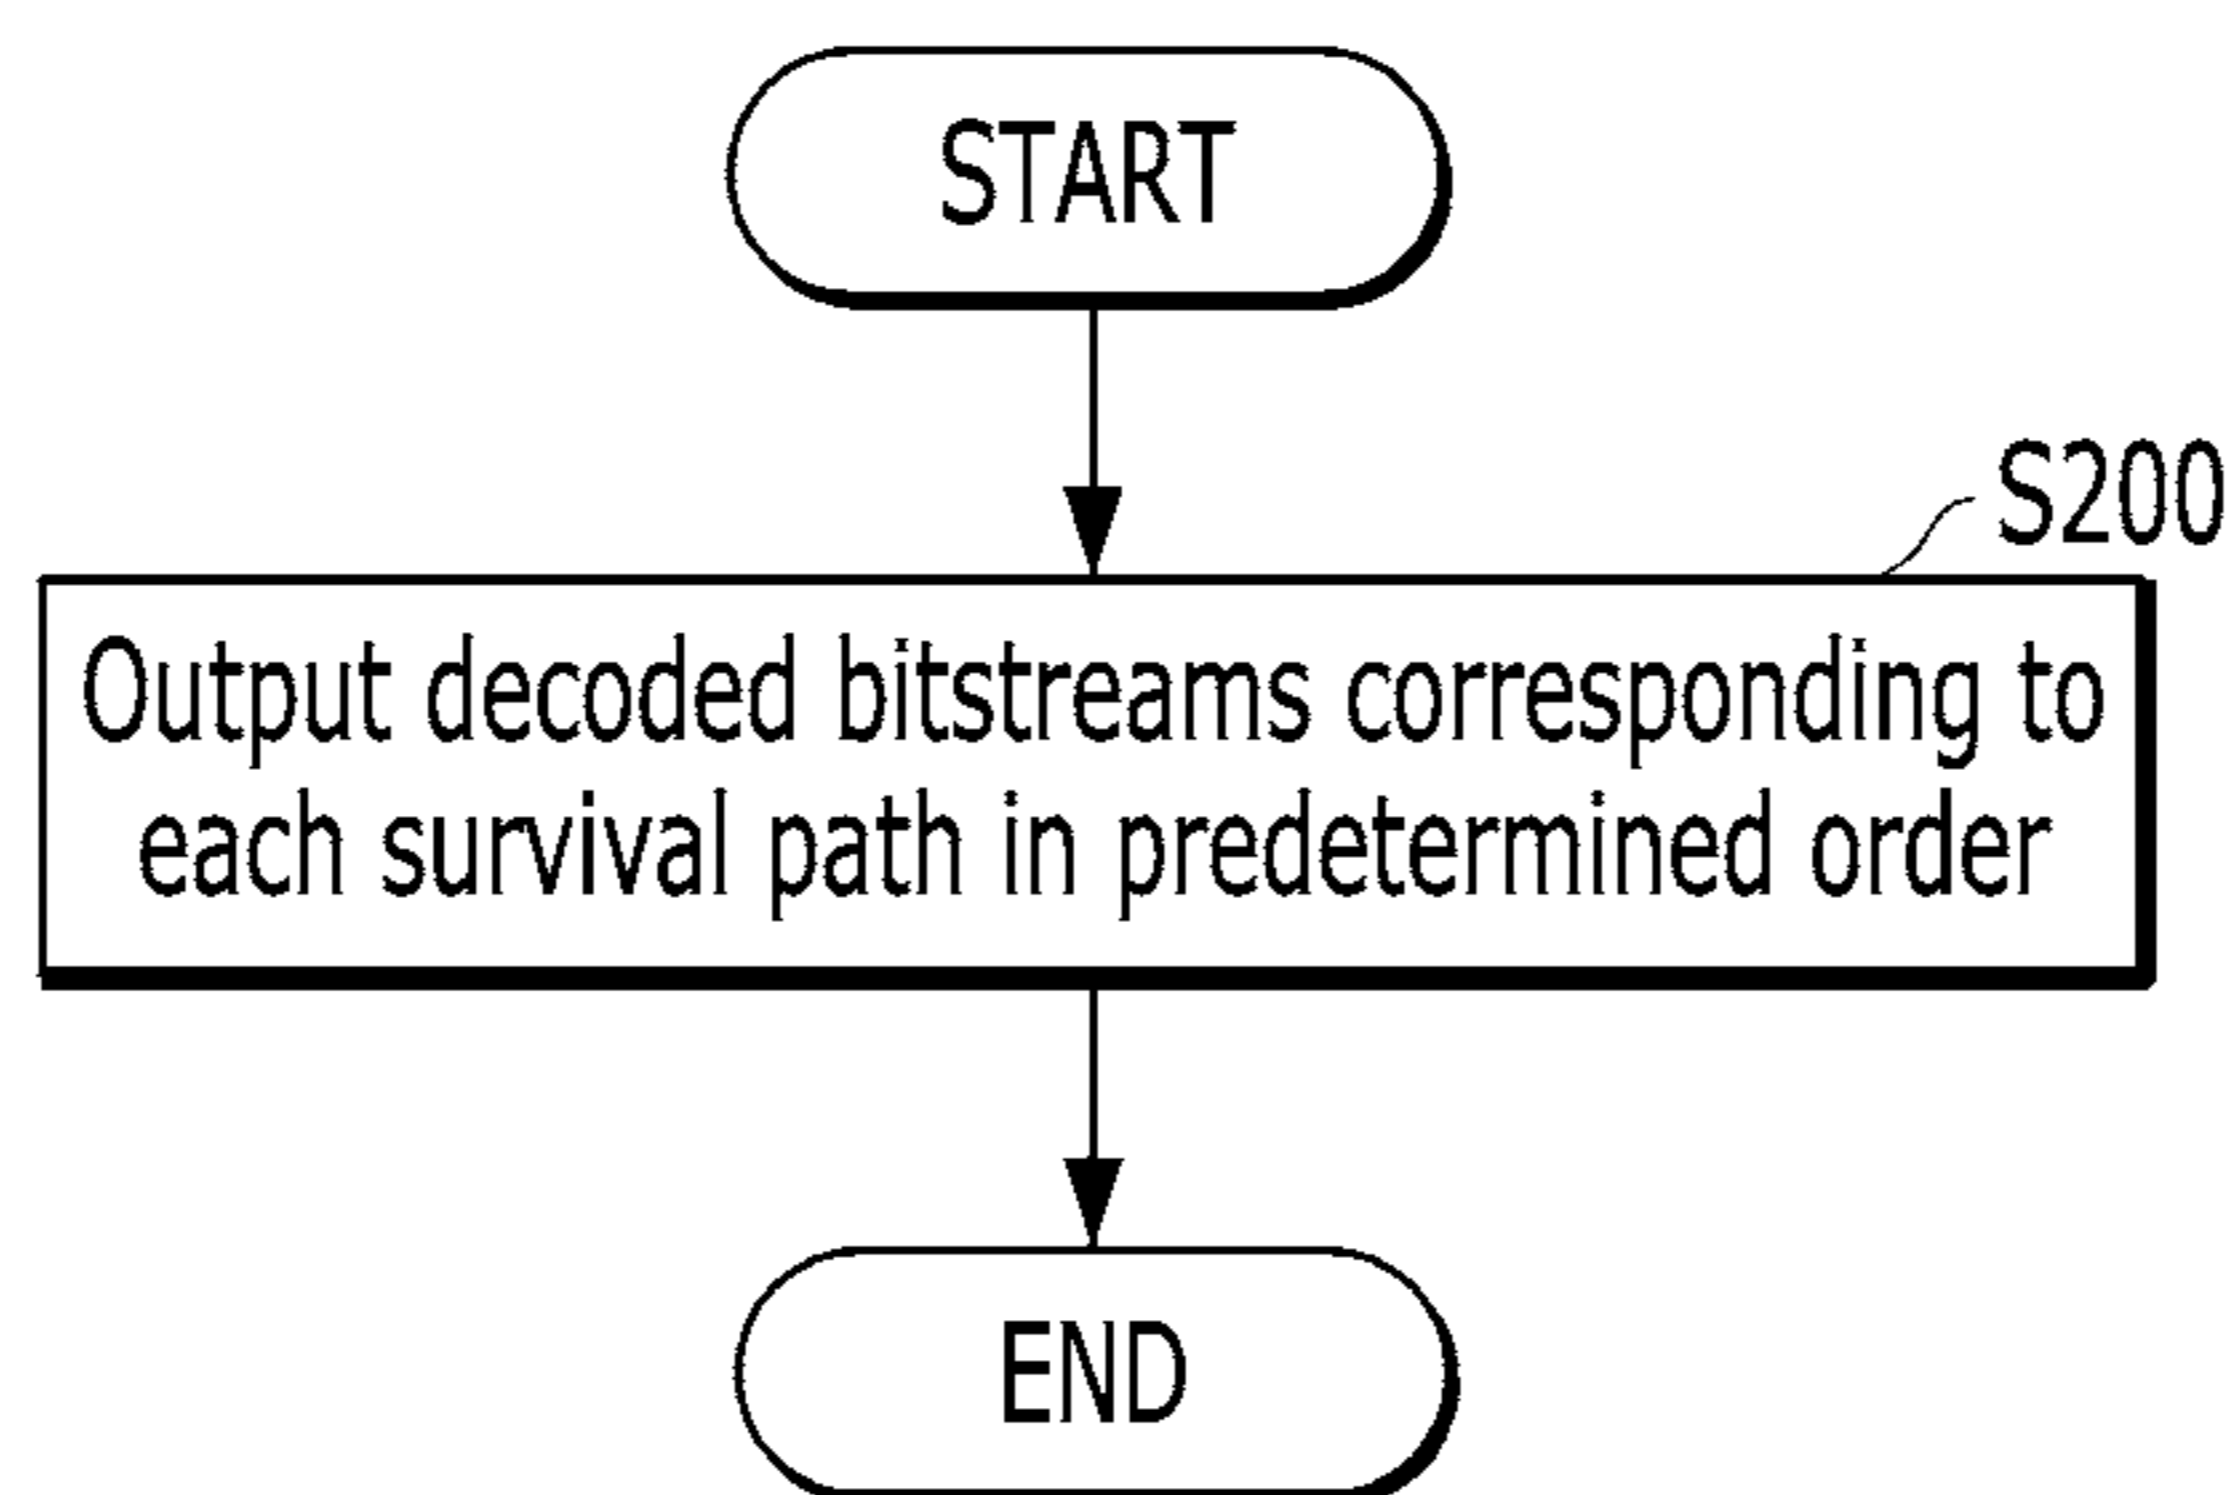 START
S200
Output decoded bitstreams corresponding to
each survival path in predetermined order
END